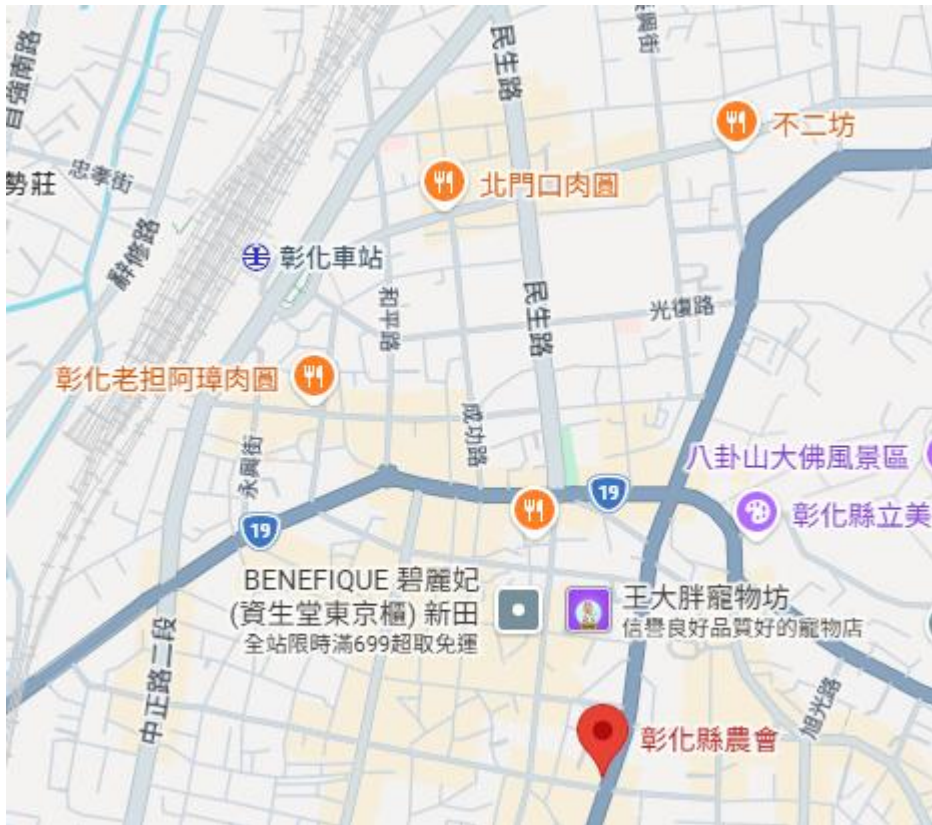 自強南路
民生路
長興街
不二坊
忠孝街
北門口肉圓
勢莊
辭修路
彰化車站
和平路
民生路
光復路
彰化老担阿璋肉圓
成功路
永興街
八卦山大佛風景區
19
19
彰化縣立美
BENEFIQUE 碧麗妃
(資生堂東京櫃) 新田
全站限時滿699超取免運
王大胖寵物坊
信譽良好品質好的寵物店
中正路二段
旭光路
彰化縣農會